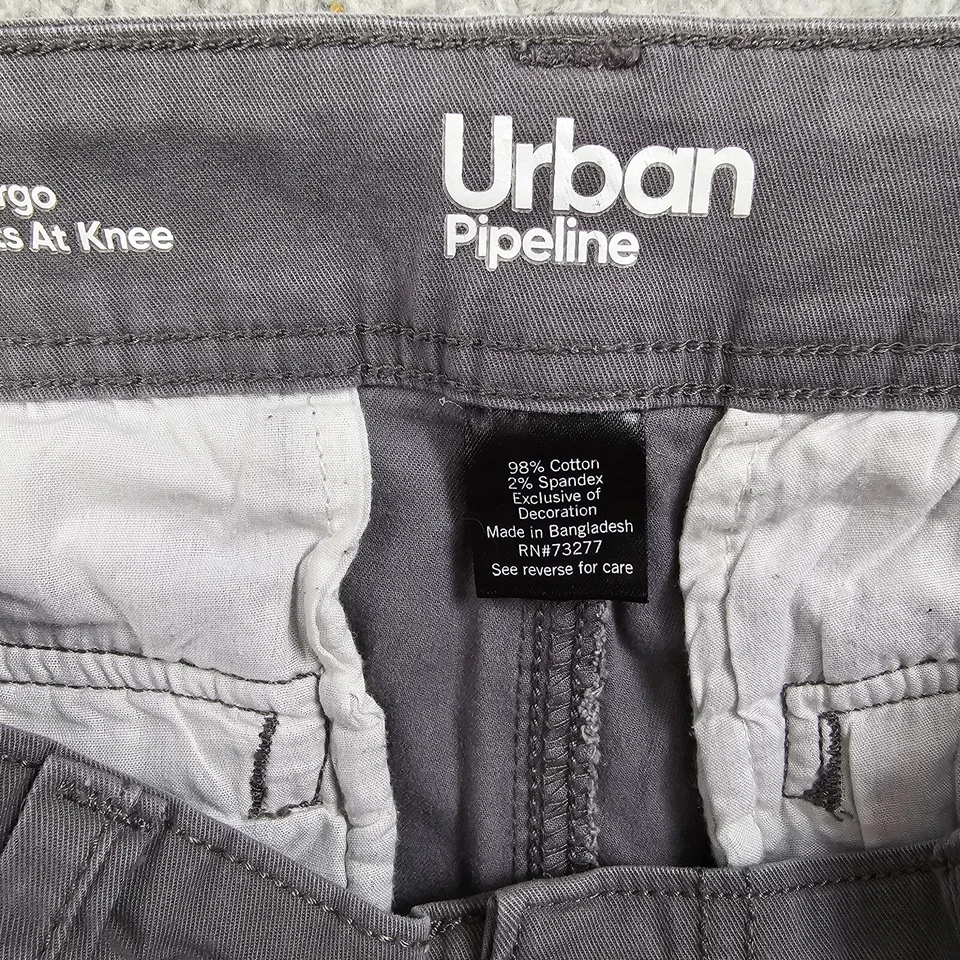 Urban
Pipeline
At Knee
98% Cotton
2% Spandex
Exclusive of
Decoration
Made in Bangladesh
RN#73277
See reverse for care